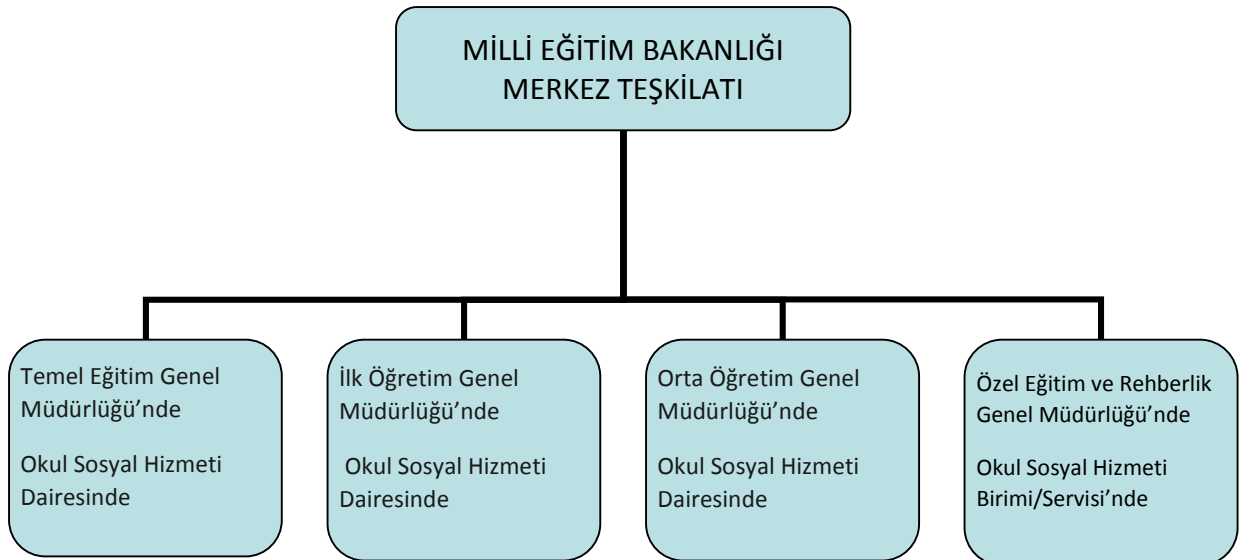 MİLLİ EĞİTİM BAKANLIĞI
MERKEZ TEŞKİLATI
Temel Eğitim Genel
Müdürlüğü’nde
Okul Sosyal Hizmeti
Dairesinde
İlk Öğretim Genel
Müdürlüğü’nde
Okul Sosyal Hizmeti
Dairesinde
Orta Öğretim Genel
Müdürlüğü’nde
Okul Sosyal Hizmeti
Dairesinde
Özel Eğitim ve Rehberlik
Genel Müdürlüğü’nde
Okul Sosyal Hizmeti
Birimi/Servisi’nde